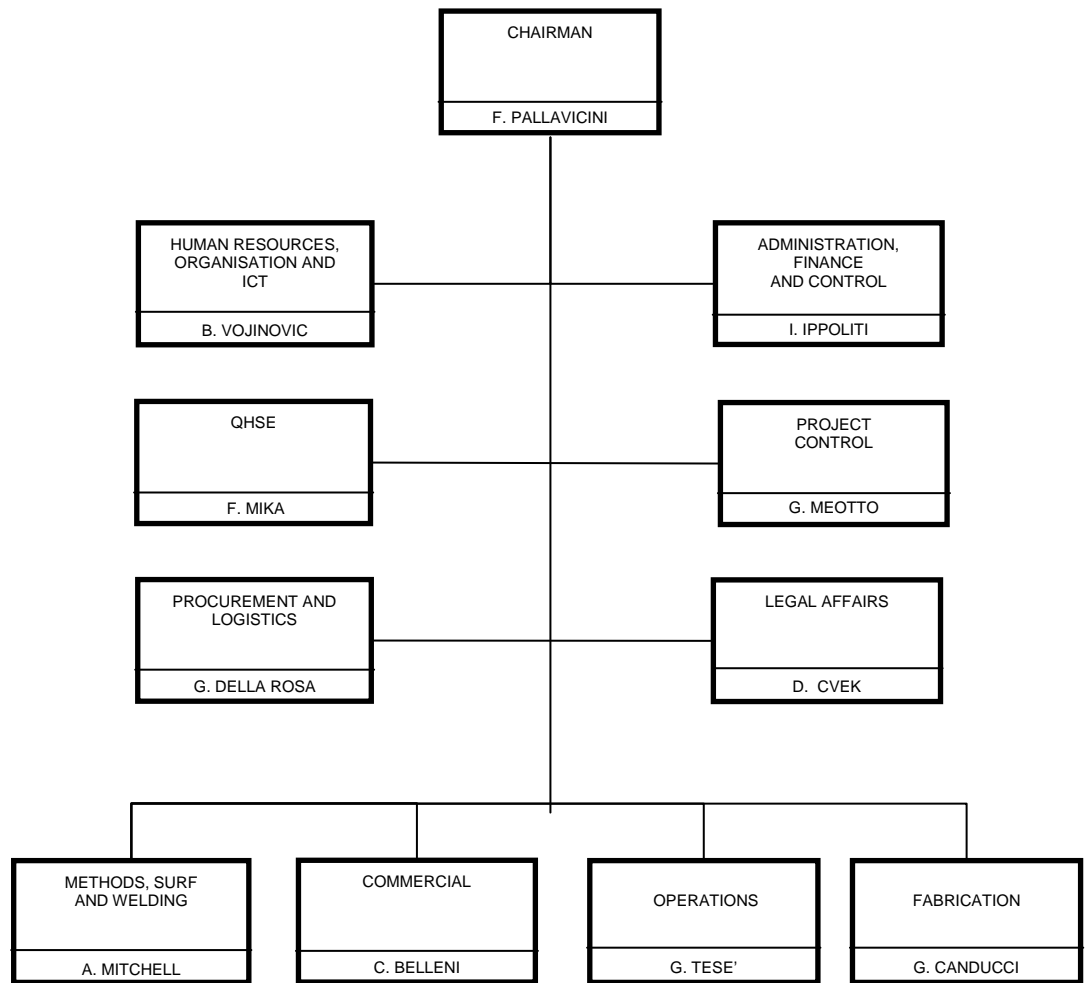 CHAIRMAN
F. PALLAVICINI
HUMAN RESOURCES,
ORGANISATION AND
ICT
B. VOJINOVIC
ADMINISTRATION,
FINANCE
AND CONTROL
I. IPPOLITI
QHSE
F. MIKA
PROJECT
CONTROL
G. MEOTTO
PROCUREMENT AND
LOGISTICS
G. DELLA ROSA
LEGAL AFFAIRS
D. CVEK
METHODS, SURF
AND WELDING
A. MITCHELL
COMMERCIAL
C. BELLENI
OPERATIONS
G. TESE'
FABRICATION
G. CANDUCCI